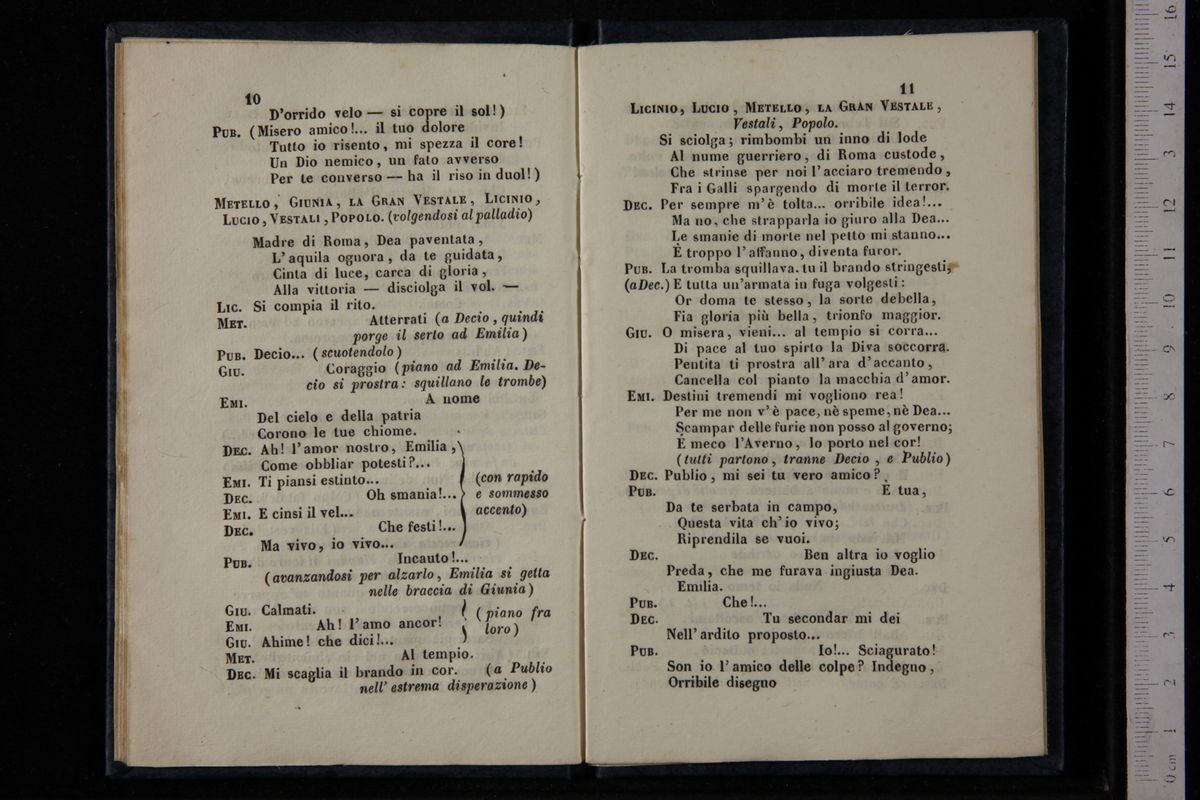 10
D'orrido velo — si copre il sol!)
PUB. (Misero amico!... il tuo dolore
Tutto io risento, mi spezza il core!
Un Dio nemico, un fato avverso
Per te converso — ha il riso in duol!)
METELLO, GIUNIA, LA GRAN VESTALE, LICINIO,
LUCIO, VESTALI, POPOLO. (volgendosi al palladio)
Madre di Roma, Dea paventata,
L'aquila ognora, da te guidata,
Cinta di luce, carca di gloria,
Alla vittoria — disciolga il vol. —
LIC. Si compia il rito.
MET. Atterrati (a Decio, quindi
porge il serto ad Emilia)
PUB. Decio... (scuotendolo)
GIU. Coraggio (piano ad Emilia. De-
cio si prostra: squillano le trombe)
EMI. A nome
Del cielo e della patria
Corono le tue chiome.
DEC. Ah! l'amor nostro, Emilia,
Come obbliar potesti?...
EMI. Ti piansi estinto... (con rapido
DEC. Oh smania!... e sommesso
EMI. E cinsi il vel... accento)
DEC. Che festi!...
Ma vivo, io vivo...
PUB. Incauto!...
(avanzandosi per alzarlo, Emilia si getta
nelle braccia di Giunia)
GIU. Calmati. (piano fra
EMI. Ah! l'amo ancor! loro)
GIU. Ahime! che dici!...
MET. Al tempio.
DEC. Mi scaglia il brando in cor. (a Publio
nell'estrema disperazione)
11
LICINIO, LUCIO, METELLO, LA GRAN VESTALE,
Vestali, Popolo.
Si sciolga; rimbombi un inno di lode
Al nume guerriero, di Roma custode,
Che strinse per noi l'acciaro tremendo,
Fra i Galli spargendo di morte il terror.
DEC. Per sempre m'è tolta... orribile idea!...
Ma no, che strapparla io giuro alla Dea...
Le smanie di morte nel petto mi stanno...
È troppo l'affanno, diventa furor.
PUB. La tromba squillava. tu il brando stringesti,
(a Dec.) E tutta un'armata in fuga volgesti:
Or doma te stesso, la sorte debella,
Fia gloria più bella, trionfo maggior.
GIU. O misera, vieni... al tempio si corra...
Di pace al tuo spirto la Diva soccorra.
Pentita ti prostra all'ara d'accanto,
Cancella col pianto la macchia d'amor.
EMI. Destini tremendi mi vogliono rea!
Per me non v'è pace, nè speme, nè Dea...
Scampar delle furie non posso al governo;
É meco l'Averno, lo porto nel cor!
(tutti partono, tranne Decio, e Publio)
DEC. Publio, mi sei tu vero amico?
PUB. E tua,
Da te serbata in campo,
Questa vita ch'io vivo;
Riprendila se vuoi.
DEC. Ben altra io voglio
Preda, che me furava ingiusta Dea.
Emilia.
PUB. Che!...
DEC. Tu secondar mi dei
Nell'ardito proposto...
PUB. Io!... Sciagurato!
Son io l'amico delle colpe? Indegno,
Orribile disegno
0 cm 1 2 3 4 5 6 7 8 9 10 11 12 3 14 15 16